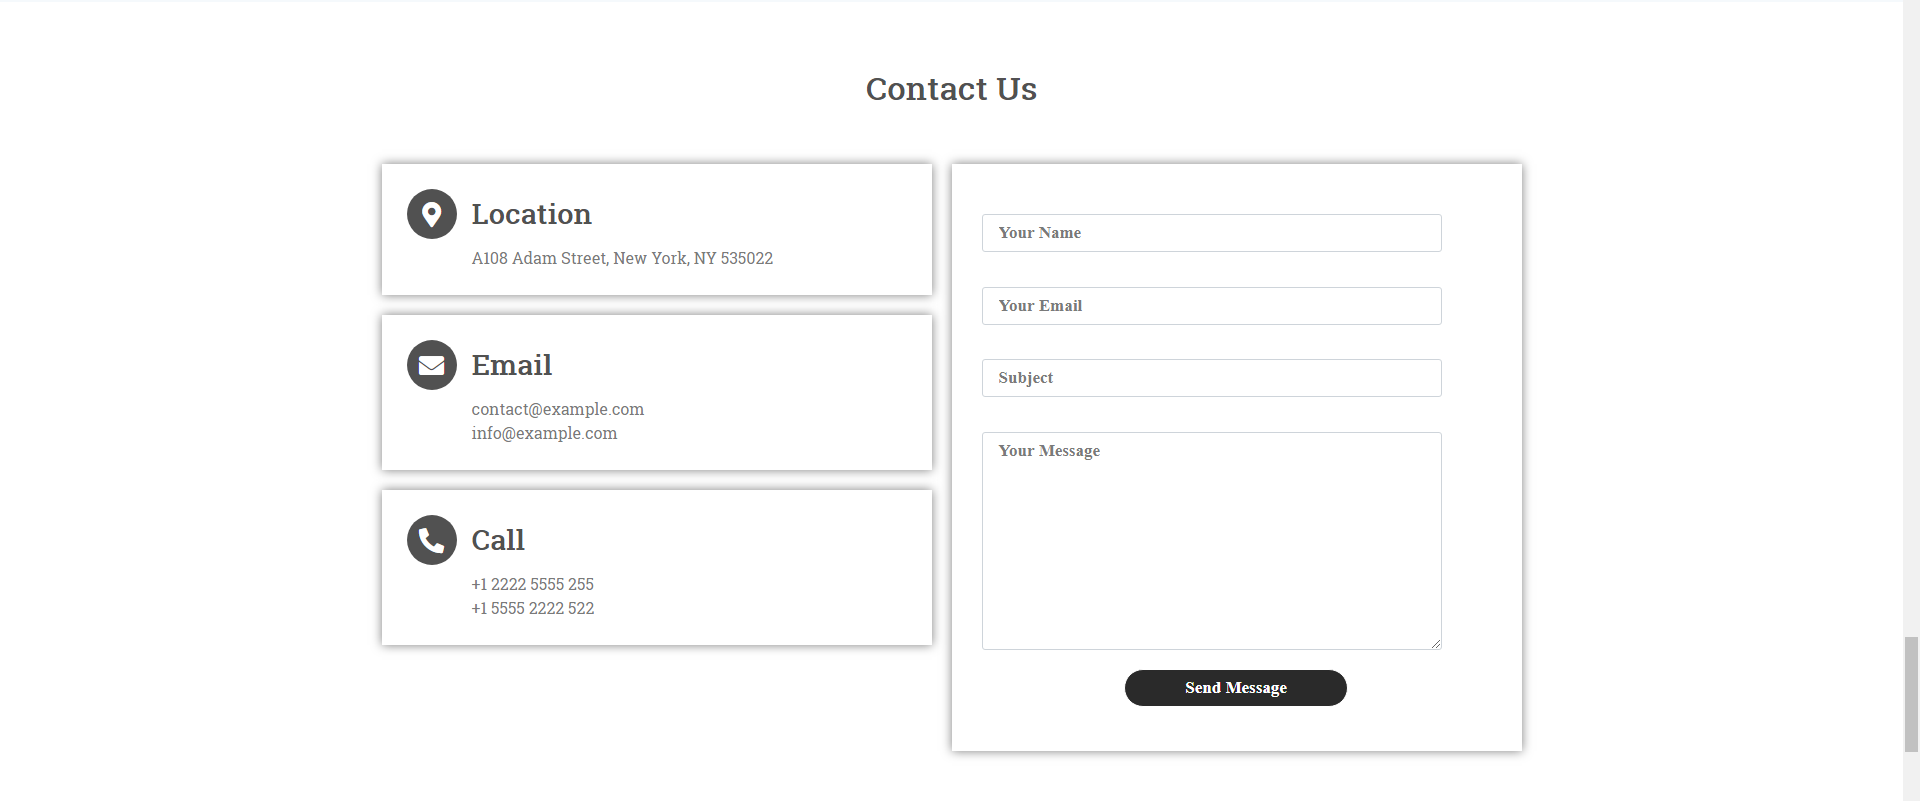 Contact Us
Location
A108 Adam Street, New York, NY 535022
Email
contact@example.com
info@example.com
Call
+1 2222 5555 255
+1 5555 2222 522
Your Name
Your Email
Subject
Your Message
Send Message